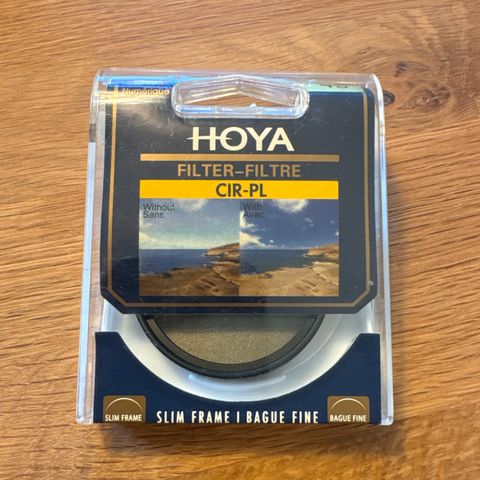 Numérique
HOYA
FILTER-FILTRE
CIR-PL
Without
Sans
With
Avec
SLIM FRAME
SLIM FRAME | BAGUE FINE
BAGUE FINE